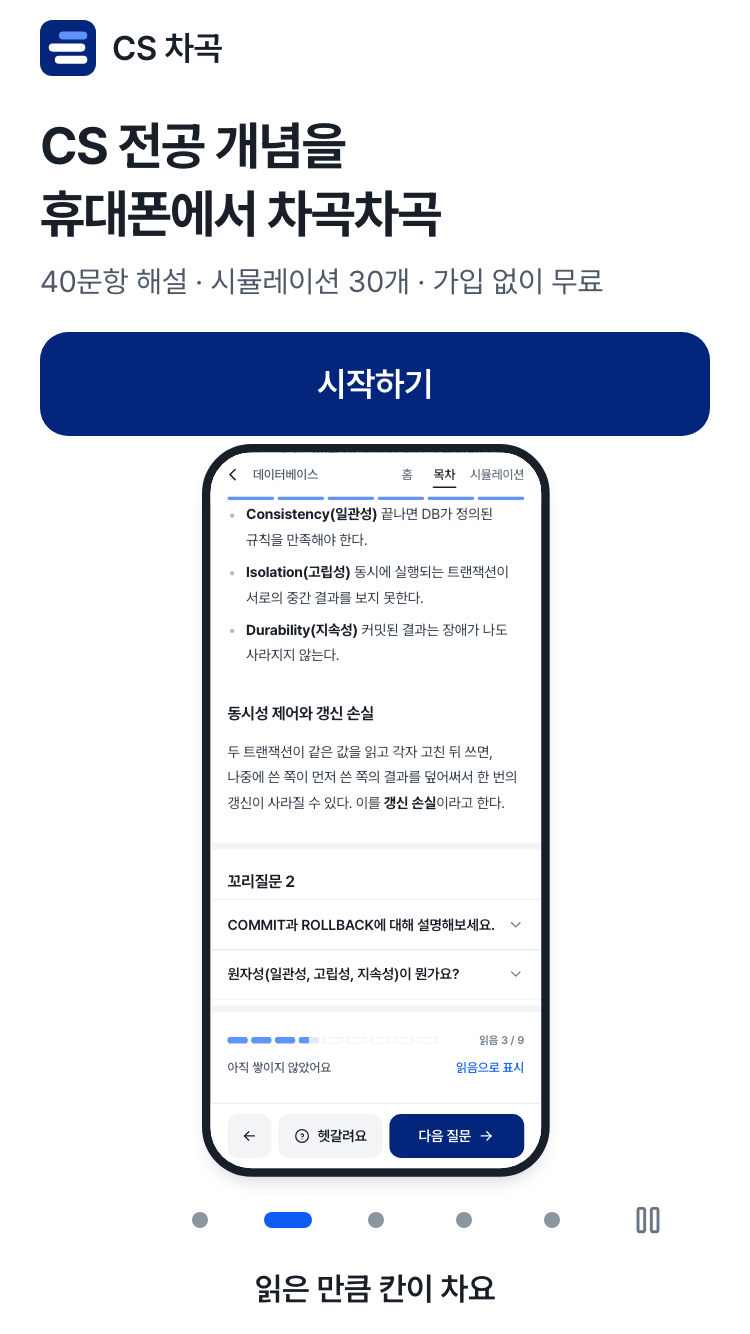 CS 차곡
CS 전공 개념을
휴대폰에서 차곡차곡
40문항 해설 · 시뮬레이션 30개 · 가입 없이 무료
시작하기
데이터베이스
홈
목차
시뮬레이션
• Consistency(일관성) 끝나면 DB가 정의된
규칙을 만족해야 한다.
• Isolation(고립성) 동시에 실행되는 트랜잭션이
서로의 중간 결과를 보지 못한다.
• Durability(지속성) 커밋된 결과는 장애가 나도
사라지지 않는다.
동시성 제어와 갱신 손실
두 트랜잭션이 같은 값을 읽고 각자 고친 뒤 쓰면,
나중에 쓴 쪽이 먼저 쓴 쪽의 결과를 덮어써서 한 번의
갱신이 사라질 수 있다. 이를 갱신 손실이라고 한다.
꼬리질문 2
COMMIT과 ROLLBACK에 대해 설명해보세요.
원자성(일관성, 고립성, 지속성)이 뭔가요?
읽음 3 / 9
아직 쌓이지 않았어요
읽음으로 표시
헷갈려요
다음 질문 →
읽은 만큼 칸이 차요